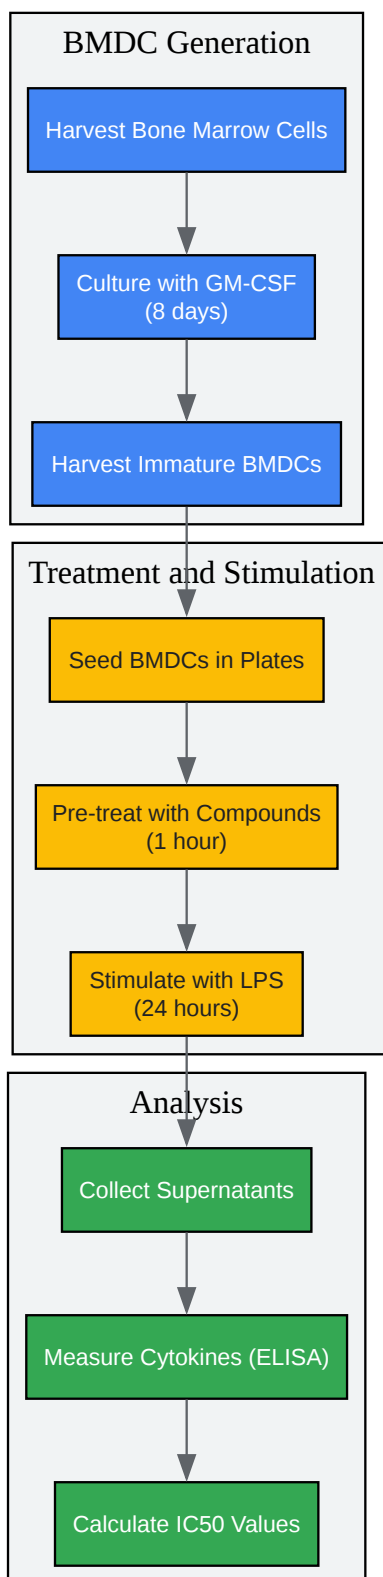 BMDC Generation
Harvest Bone Marrow Cells
Culture with GM-CSF
(8 days)
Harvest Immature BMDCs
Treatment and Stimulation
Seed BMDCs in Plates
Pre-treat with Compounds
(1 hour)
Stimulate with LPS
(24 hours)
Analysis
Collect Supernatants
Measure Cytokines (ELISA)
Calculate IC50 Values